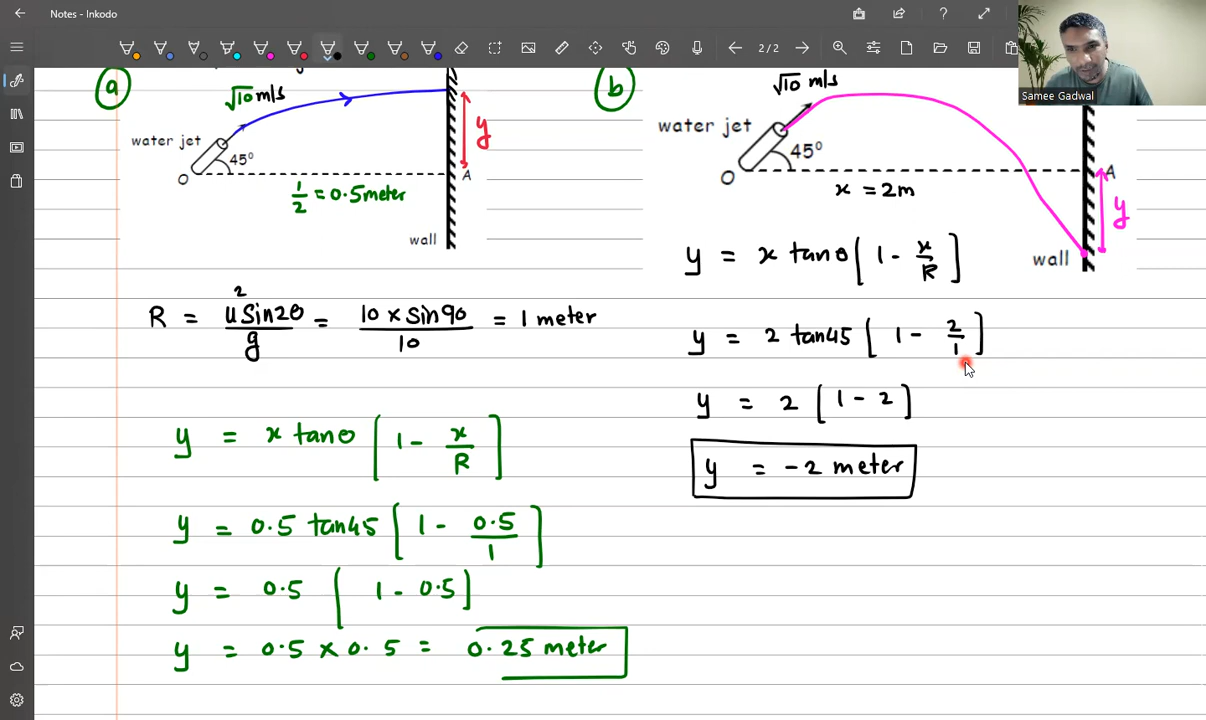 Notes - Inkodo
2/2
Samee Gadwal
a
√10 m/s
water jet
45°
O
1/2 = 0.5 meter
A
y
wall
R = u²Sin2θ/g = 10 × sin90/10 = 1 meter
y = x tanθ [1 - x/R]
y = 0.5 tan45 [1 - 0.5/1]
y = 0.5 [1 - 0.5]
y = 0.5 × 0.5 = 0.25 meter
b
√10 m/s
water jet
45°
O
x = 2m
A
y
wall
y = x tanθ [1 - x/R]
y = 2 tan45 [1 - 2/1]
y = 2 [1 - 2]
y = -2 meter